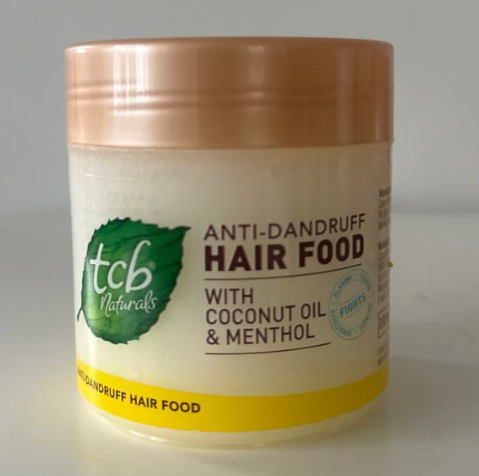 tcb
Naturals
ANTI-DANDRUFF
HAIR FOOD
WITH
COCONUT OIL
& MENTHOL
FIGHTS
ANTI-DANDRUFF HAIR FOOD